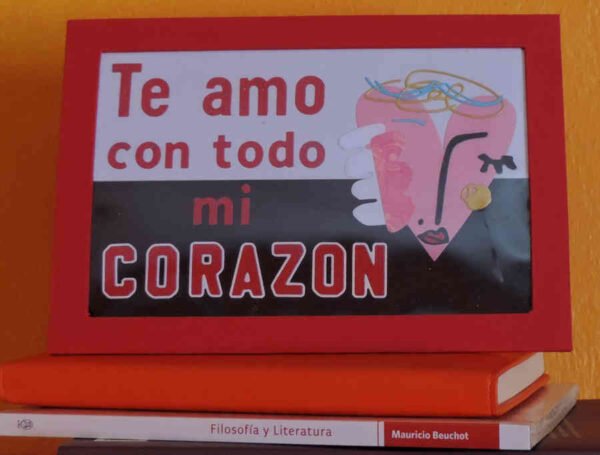 Te amo
con todo
mi
CORAZON
Filosofía y Literatura
Mauricio Beuchot